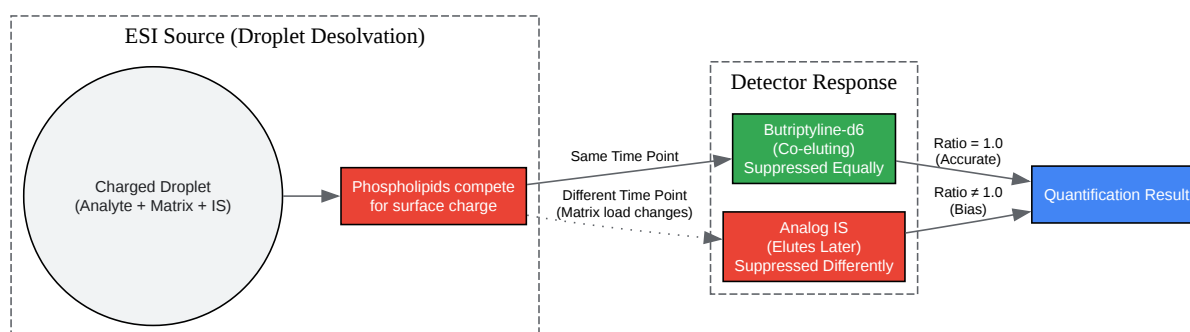 ESI Source (Droplet Desolvation)
Charged Droplet
(Analyte + Matrix + IS)
Phospholipids compete
for surface charge
Same Time Point
Different Time Point
(Matrix load changes)
Detector Response
Butriptyline-d6
(Co-eluting)
Suppressed Equally
Analog IS
(Elutes Later)
Suppressed Differently
Ratio = 1.0
(Accurate)
Ratio ≠ 1.0
(Bias)
Quantification Result